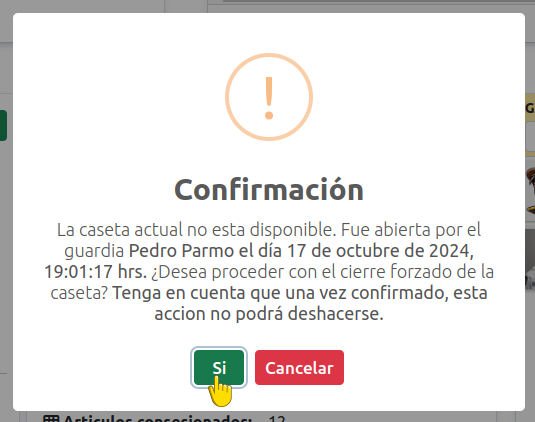 !
Confirmación
La caseta actual no esta disponible. Fue abierta por el
guardia Pedro Parmo el día 17 de octubre de 2024,
19:01:17 hrs. ¿Desea proceder con el cierre forzado de la
caseta? Tenga en cuenta que una vez confirmado, esta
accion no podrá deshacerse.
Si
Cancelar
G